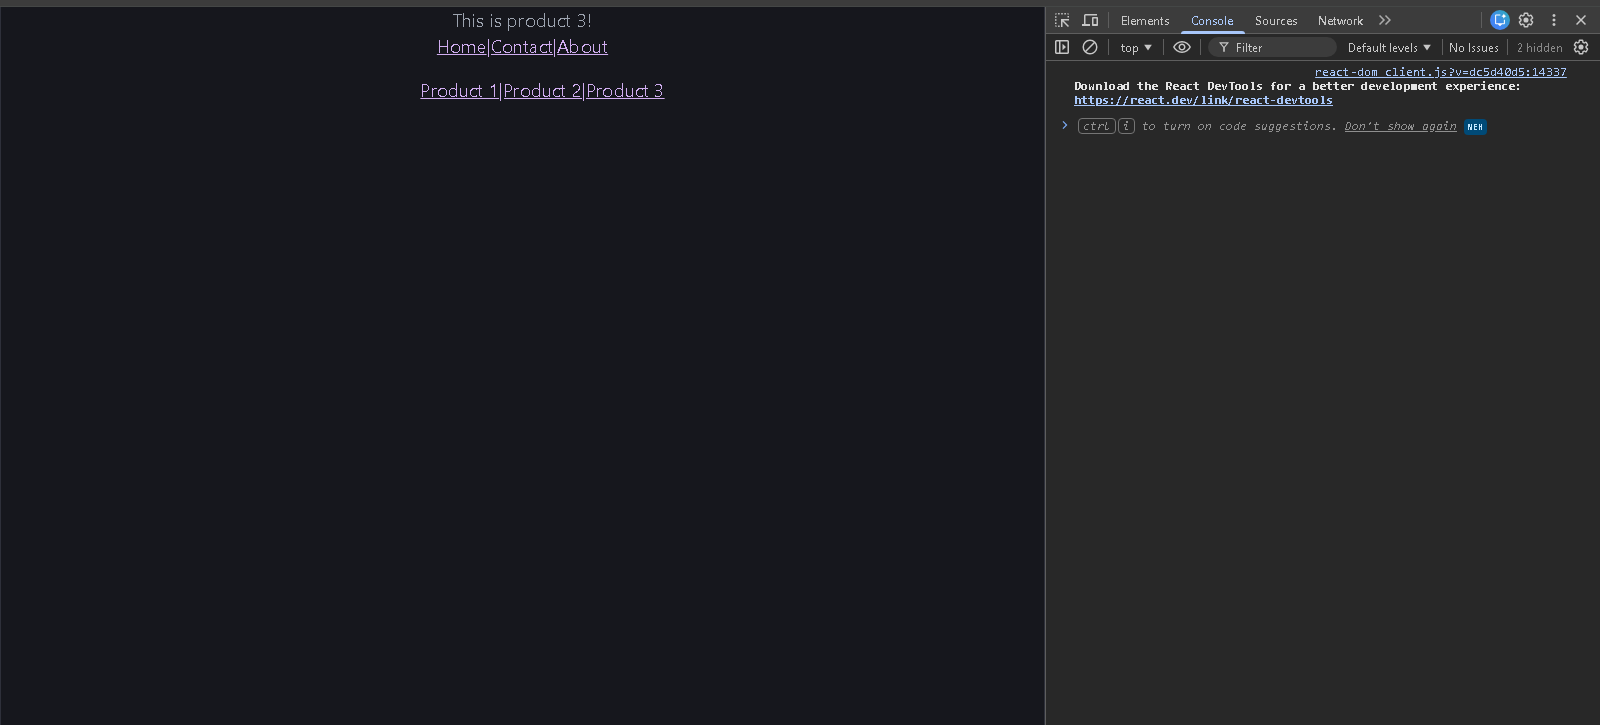 This is product 3!
Home|Contact|About
Product 1|Product 2|Product 3
Elements Console Sources Network
top Filter Default levels No Issues 2 hidden
react-dom_client.js?v=dc5d40d5:14337
Download the React DevTools for a better development experience:
https://react.dev/link/react-devtools
ctrl i to turn on code suggestions. Don't show again NEW